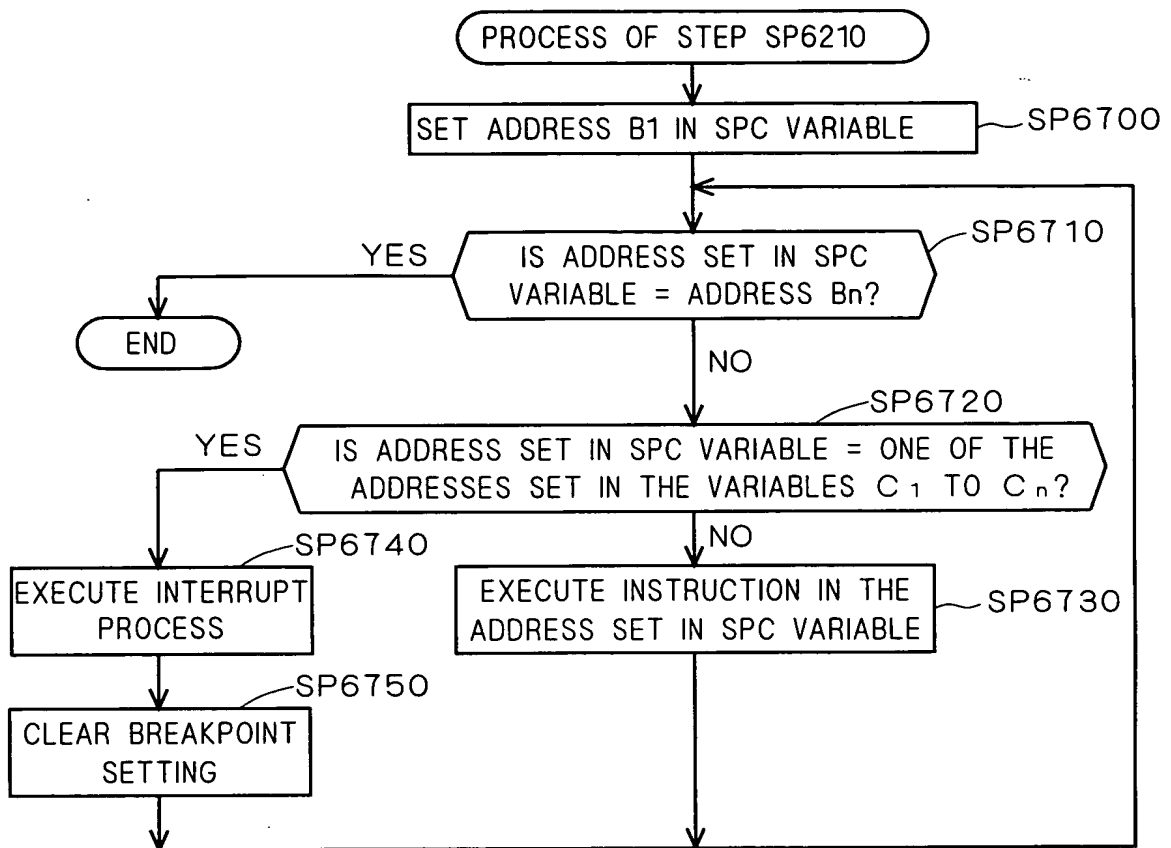 PROCESS OF STEP SP6210
SET ADDRESS B1 IN SPC VARIABLE
SP6700
SP6710
YES
IS ADDRESS SET IN SPC
VARIABLE = ADDRESS Bn?
END
NO
SP6720
YES
IS ADDRESS SET IN SPC VARIABLE = ONE OF THE
ADDRESSES SET IN THE VARIABLES C1 TO Cn?
NO
SP6740
EXECUTE INTERRUPT
PROCESS
EXECUTE INSTRUCTION IN THE
ADDRESS SET IN SPC VARIABLE
SP6730
SP6750
CLEAR BREAKPOINT
SETTING